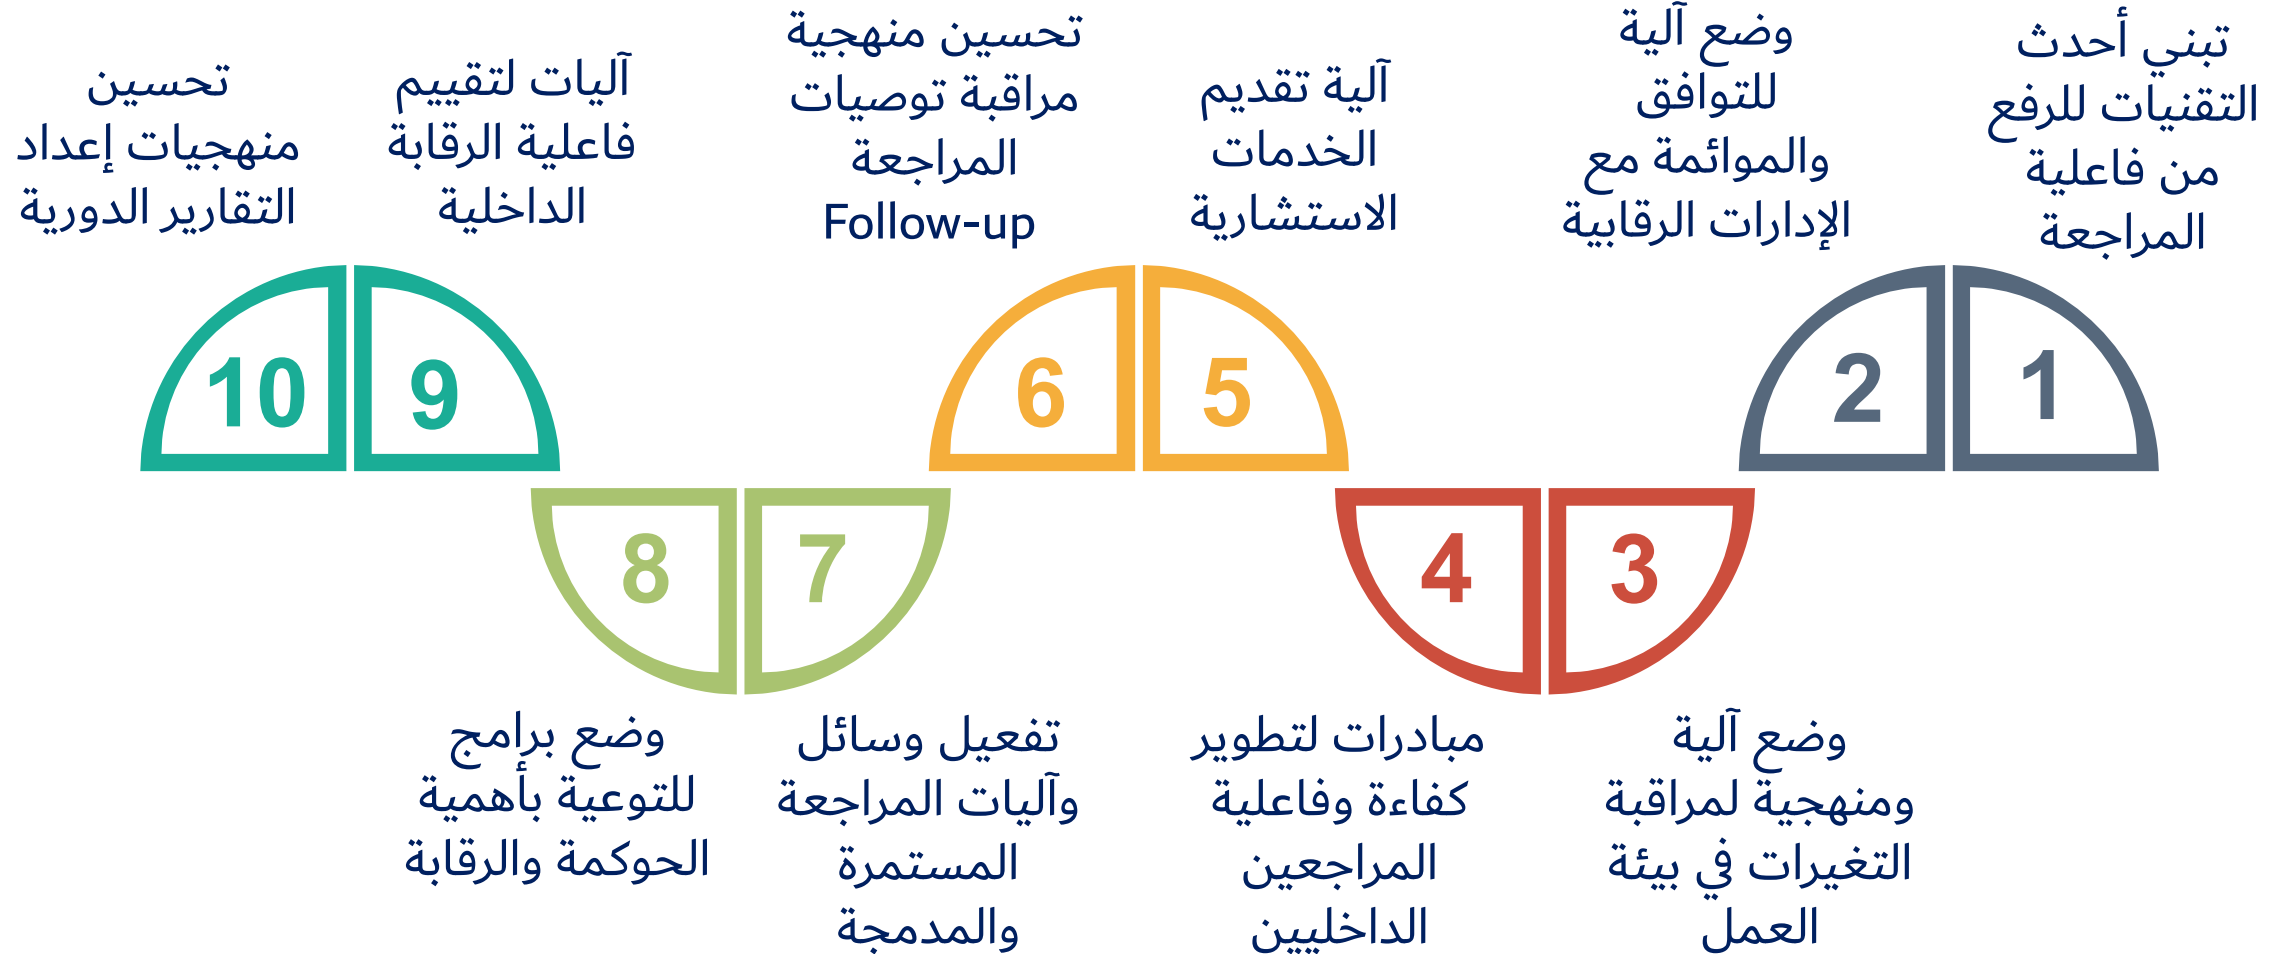 تبني أحدث
التقنيات للرفع
من فاعلية
المراجعة
1
وضع آلية
للتوافق
والموائمة مع
الإدارات الرقابية
2
وضع آلية
ومنهجية لمراقبة
التغيرات في بيئة
العمل
3
مبادرات لتطوير
كفاءة وفاعلية
المراجعين
الداخليين
4
آلية تقديم
الخدمات
الاستشارية
5
تحسين منهجية
مراقبة توصيات
المراجعة
Follow-up
6
تفعيل وسائل
وآليات المراجعة
المستمرة
والمدمجة
7
وضع برامج
للتوعية بأهمية
الحوكمة والرقابة
8
آليات لتقييم
فاعلية الرقابة
الداخلية
9
تحسين
منهجيات إعداد
التقارير الدورية
10